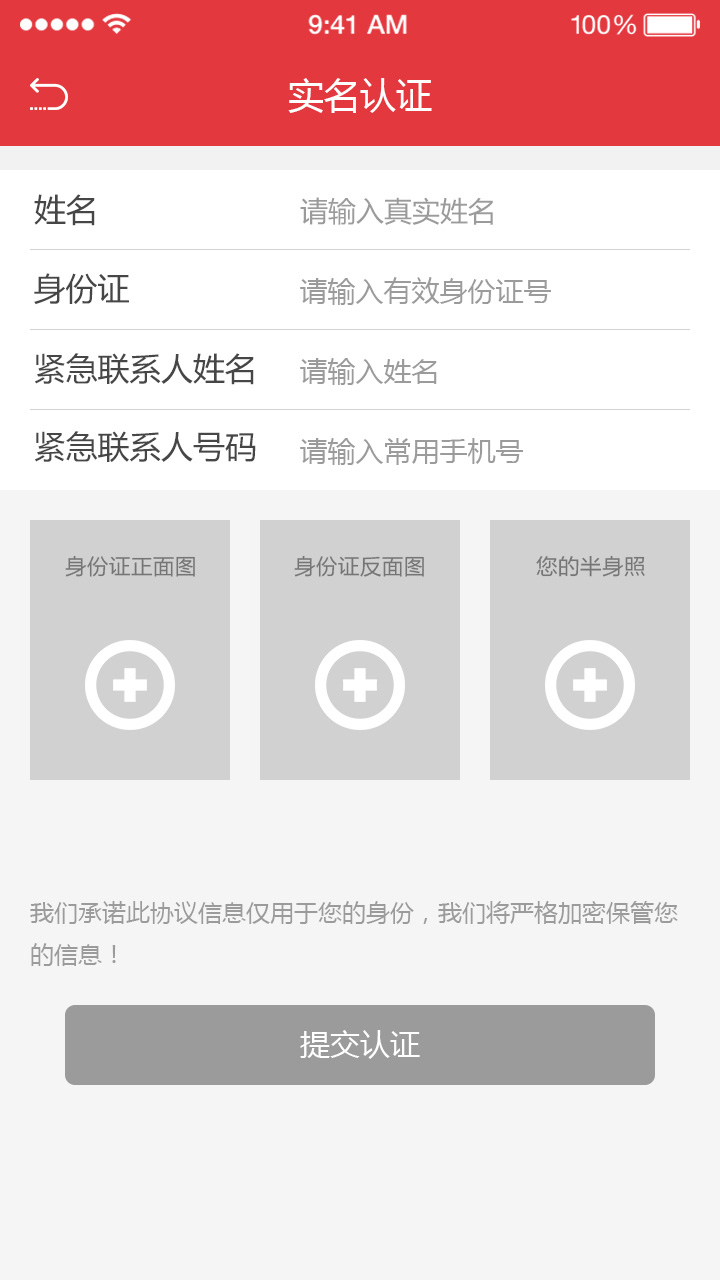 9:41 AM 100%
实名认证
姓名 请输入真实姓名
身份证 请输入有效身份证号
紧急联系人姓名 请输入姓名
紧急联系人号码 请输入常用手机号
身份证正面图 身份证反面图 您的半身照
我们承诺此协议信息仅用于您的身份，我们将严格加密保管您
的信息！
提交认证